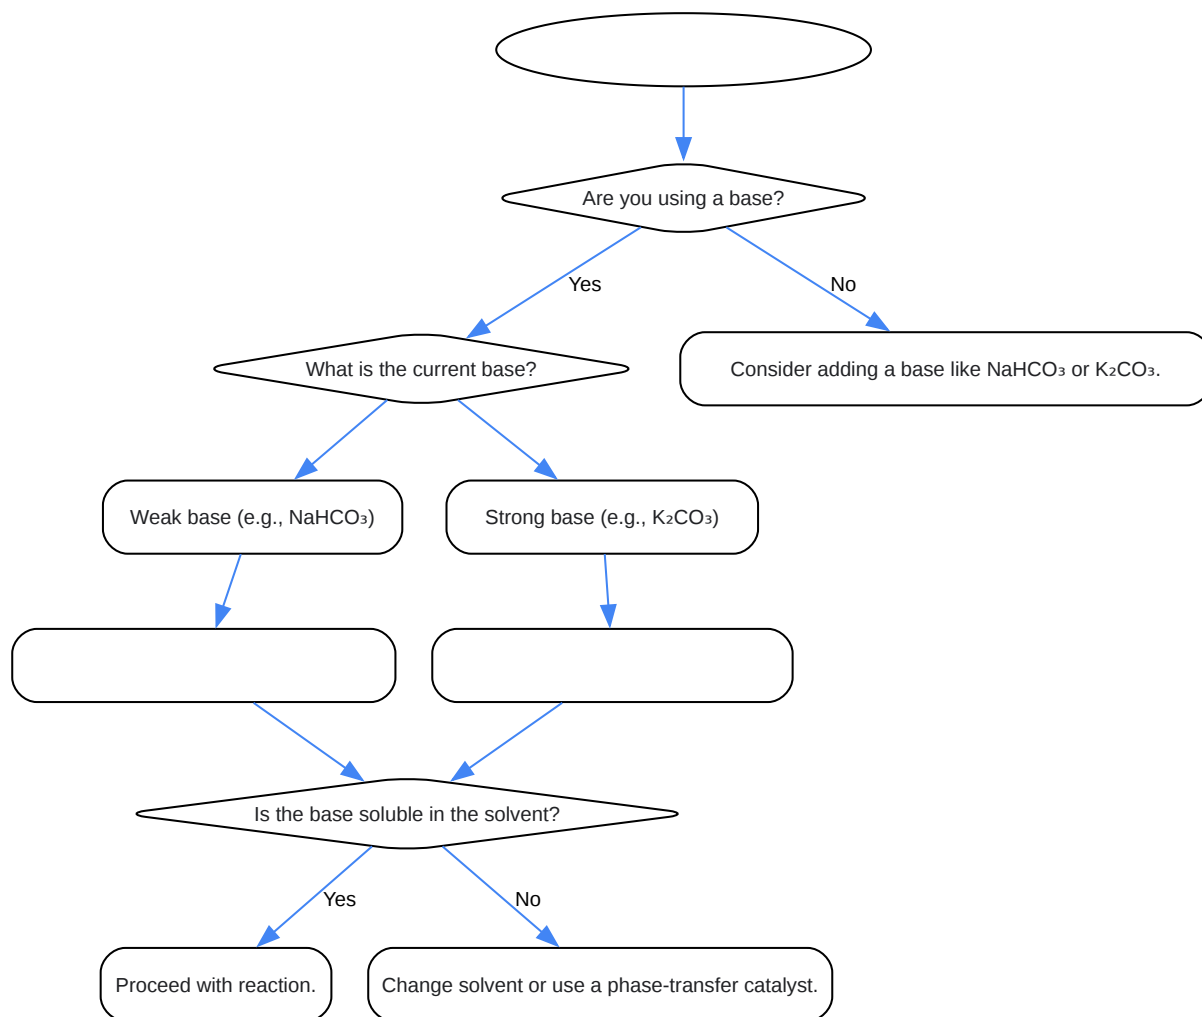 Are you using a base?
Yes
No
What is the current base?
Consider adding a base like NaHCO₃ or K₂CO₃.
Weak base (e.g., NaHCO₃)
Strong base (e.g., K₂CO₃)
Is the base soluble in the solvent?
Yes
No
Proceed with reaction.
Change solvent or use a phase-transfer catalyst.